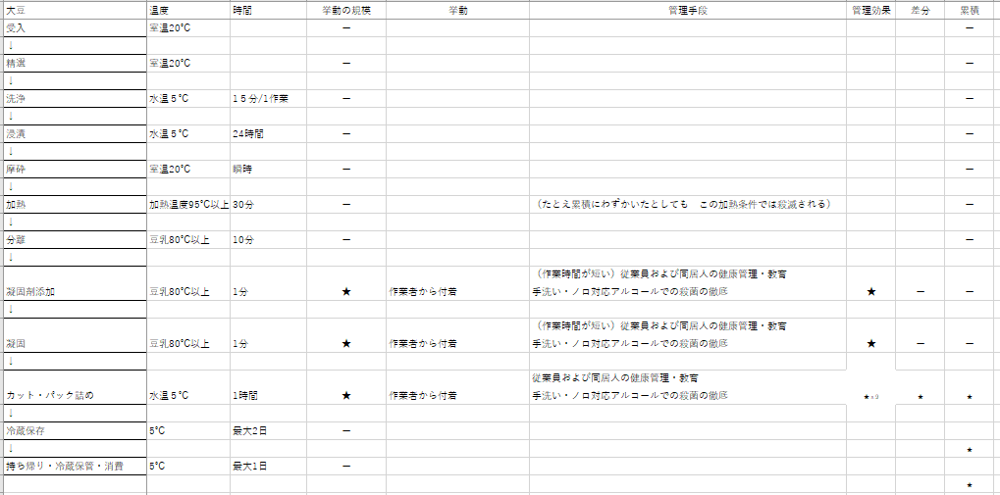 大豆 温度 時間 挙動の規模 挙動 管理手段 管理効果 差分 累積
受入 室温20℃ － －
↓
精選 室温20℃ － －
↓
洗浄 水温５℃ 1５分/1作業 － －
↓
浸漬 水温５℃ 24時間 － －
↓
摩砕 室温20℃ 瞬時 － －
↓
加熱 加熱温度95℃以上 30分 － （たとえ累積にわずかいたとしても　この加熱条件では殺滅される） －
↓
分離 豆乳80℃以上 10分 － －
↓
（作業時間が短い）従業員および同居人の健康管理・教育
凝固剤添加 豆乳80℃以上 1分 ★ 作業者から付着 手洗い・ノロ対応アルコールでの殺菌の徹底 ★ － －
↓
（作業時間が短い）従業員および同居人の健康管理・教育
凝固 豆乳80℃以上 1分 ★ 作業者から付着 手洗い・ノロ対応アルコールでの殺菌の徹底 ★ － －
↓
従業員および同居人の健康管理・教育
カット・パック詰め 水温５℃ 1時間 ★ 作業者から付着 手洗い・ノロ対応アルコールでの殺菌の徹底 ★ ★ ★
↓
冷蔵保存 5℃ 最大2日 －
↓ ★
持ち帰り・冷蔵保管・消費 5℃ 最大1日 －
★